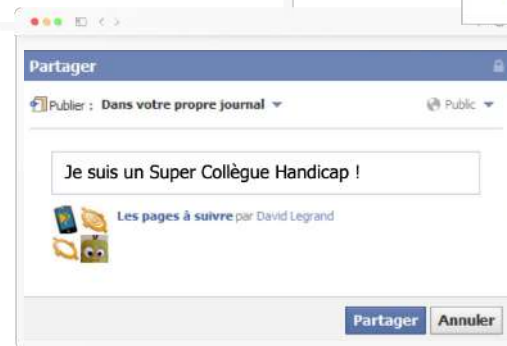 Partager
Publier : Dans votre propre journal Public
Je suis un Super Collègue Handicap !
Les pages à suivre par David Legrand
Partager Annuler